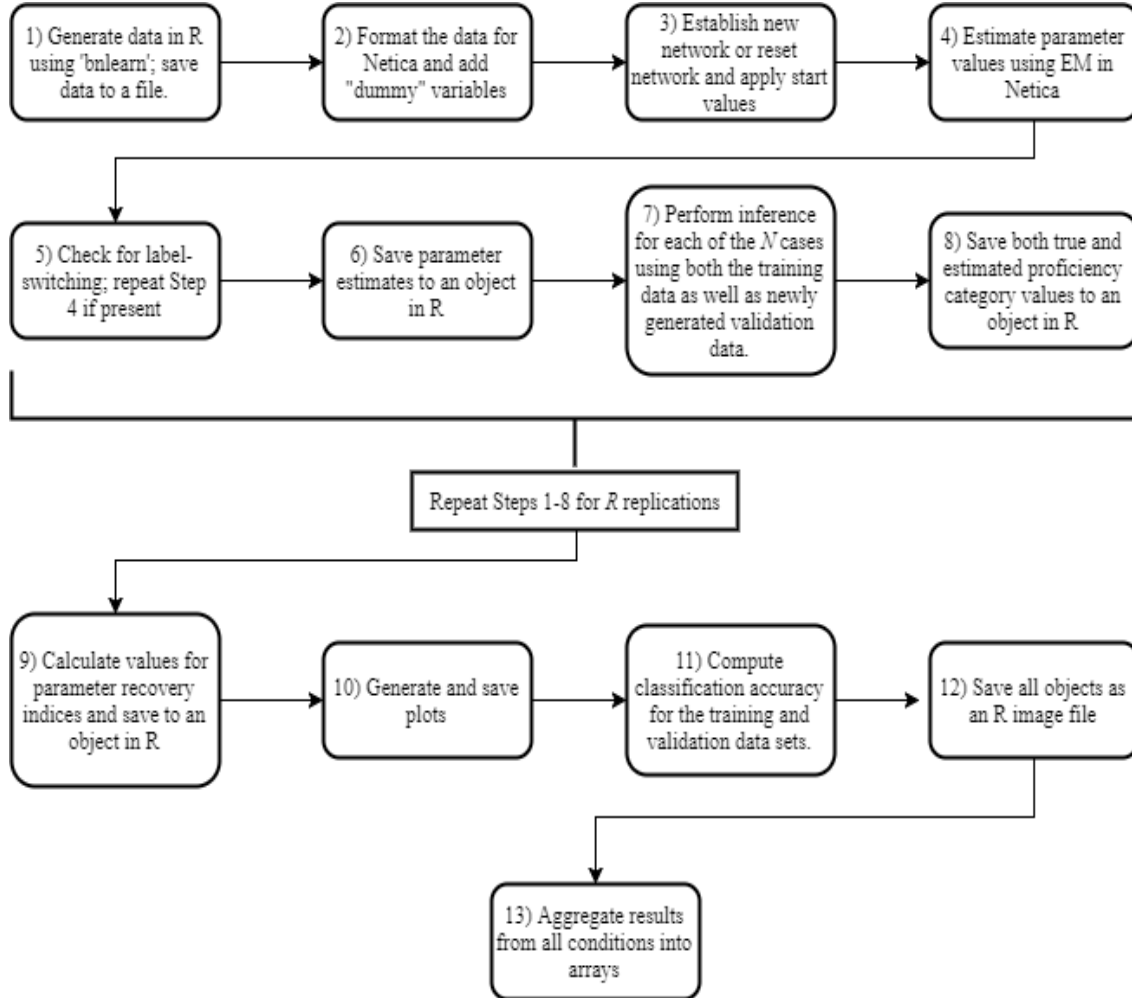 1) Generate data in R
using 'bnlearn'; save
data to a file.
2) Format the data for
Netica and add
"dummy" variables
3) Establish new
network or reset
network and apply start
values
4) Estimate parameter
values using EM in
Netica
5) Check for label-
switching; repeat Step
4 if present
6) Save parameter
estimates to an object
in R
7) Perform inference
for each of the N cases
using both the training
data as well as newly
generated validation
data.
8) Save both true and
estimated proficiency
category values to an
object in R
Repeat Steps 1-8 for R replications
9) Calculate values for
parameter recovery
indices and save to an
object in R
10) Generate and save
plots
11) Compute
classification accuracy
for the training and
validation data sets.
12) Save all objects as
an R image file
13) Aggregate results
from all conditions into
arrays